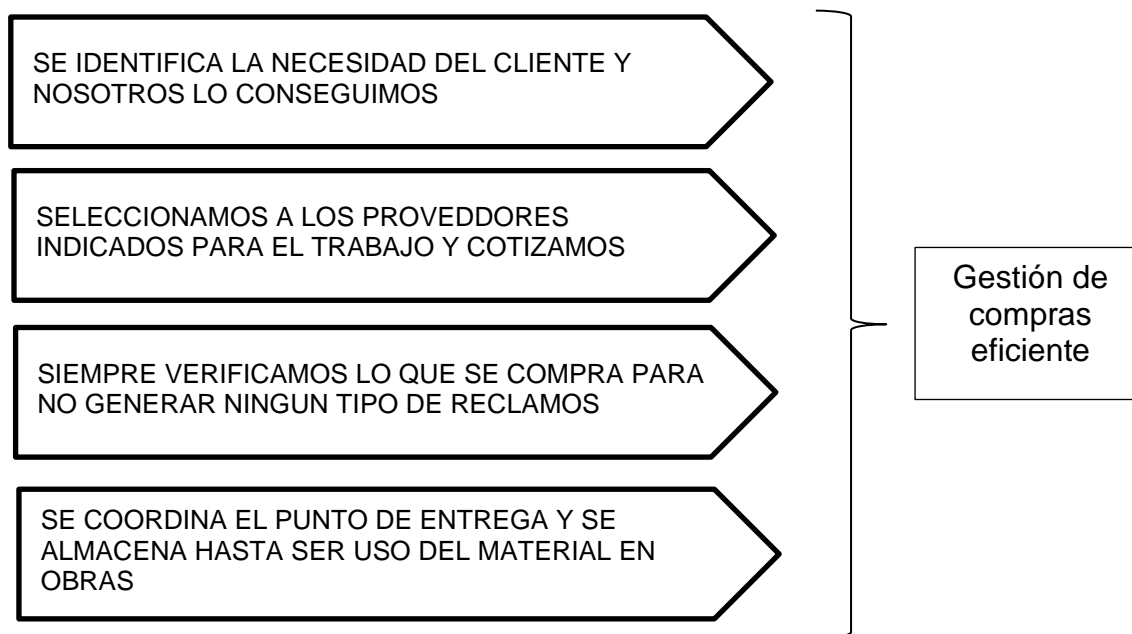 SE IDENTIFICA LA NECESIDAD DEL CLIENTE Y
NOSOTROS LO CONSEGUIMOS
SELECCIONAMOS A LOS PROVEDDORES
INDICADOS PARA EL TRABAJO Y COTIZAMOS
SIEMPRE VERIFICAMOS LO QUE SE COMPRA PARA
NO GENERAR NINGUN TIPO DE RECLAMOS
SE COORDINA EL PUNTO DE ENTREGA Y SE
ALMACENA HASTA SER USO DEL MATERIAL EN
OBRAS
Gestión de
compras
eficiente